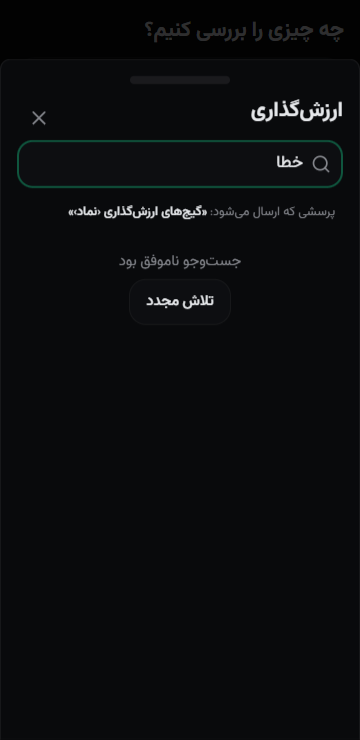 چه چیزی را بررسی کنیم؟
ارزش‌گذاری
خطا
پرسشی که ارسال می‌شود: «گیج‌های ارزش‌گذاری ‹نماد›»
جست‌وجو ناموفق بود
تلاش مجدد